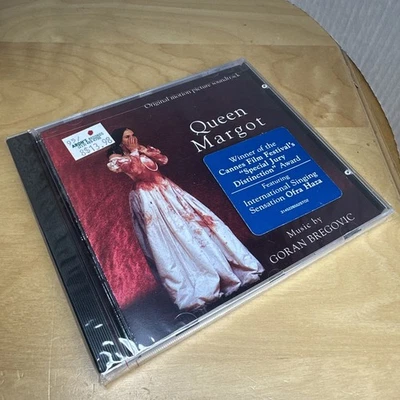 Original motion picture soundtrack
Queen
Margot
Winner of the
Cannes Film Festival's
"Special Jury
Distinction" Award
Featuring
International Singing
Sensation Ofra Haza
Music by
GORAN BREGOVIC